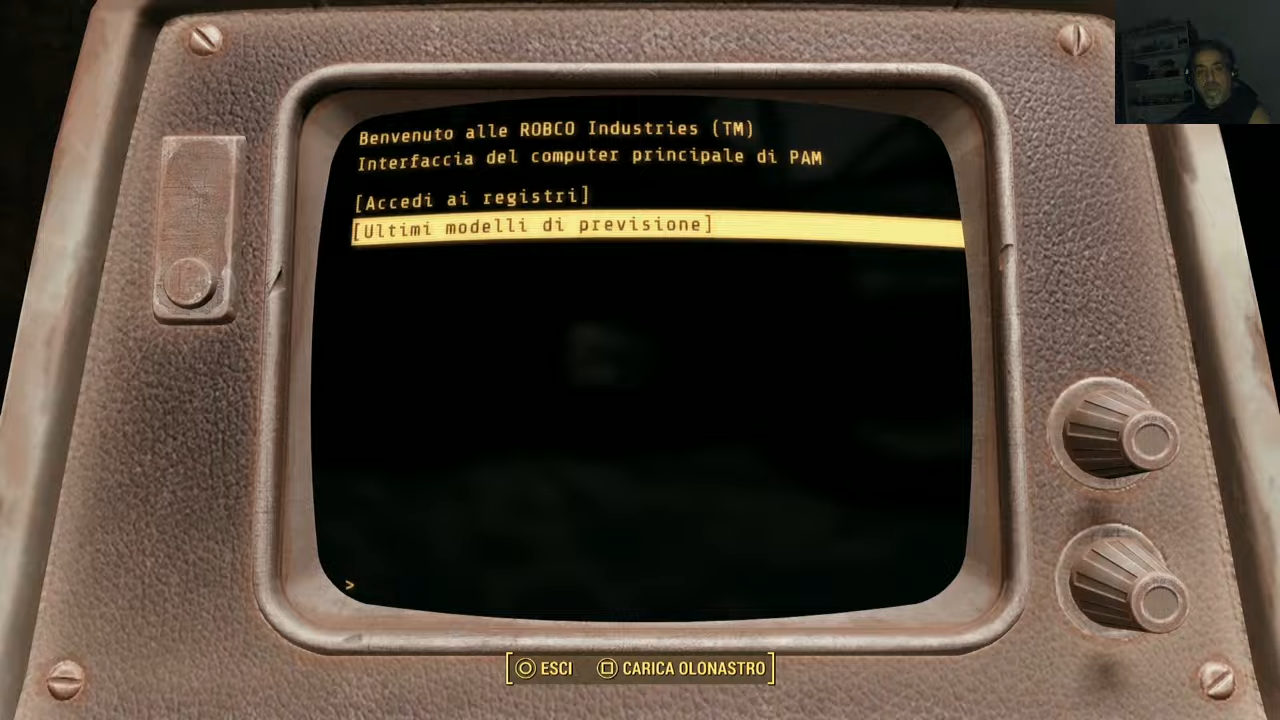 Benvenuto alle ROBCO Industries (TM)
Interfaccia del computer principale di PAM
[Accedi ai registri]
[Ultimi modelli di previsione]
>
ESCI
CARICA OLONASTRO